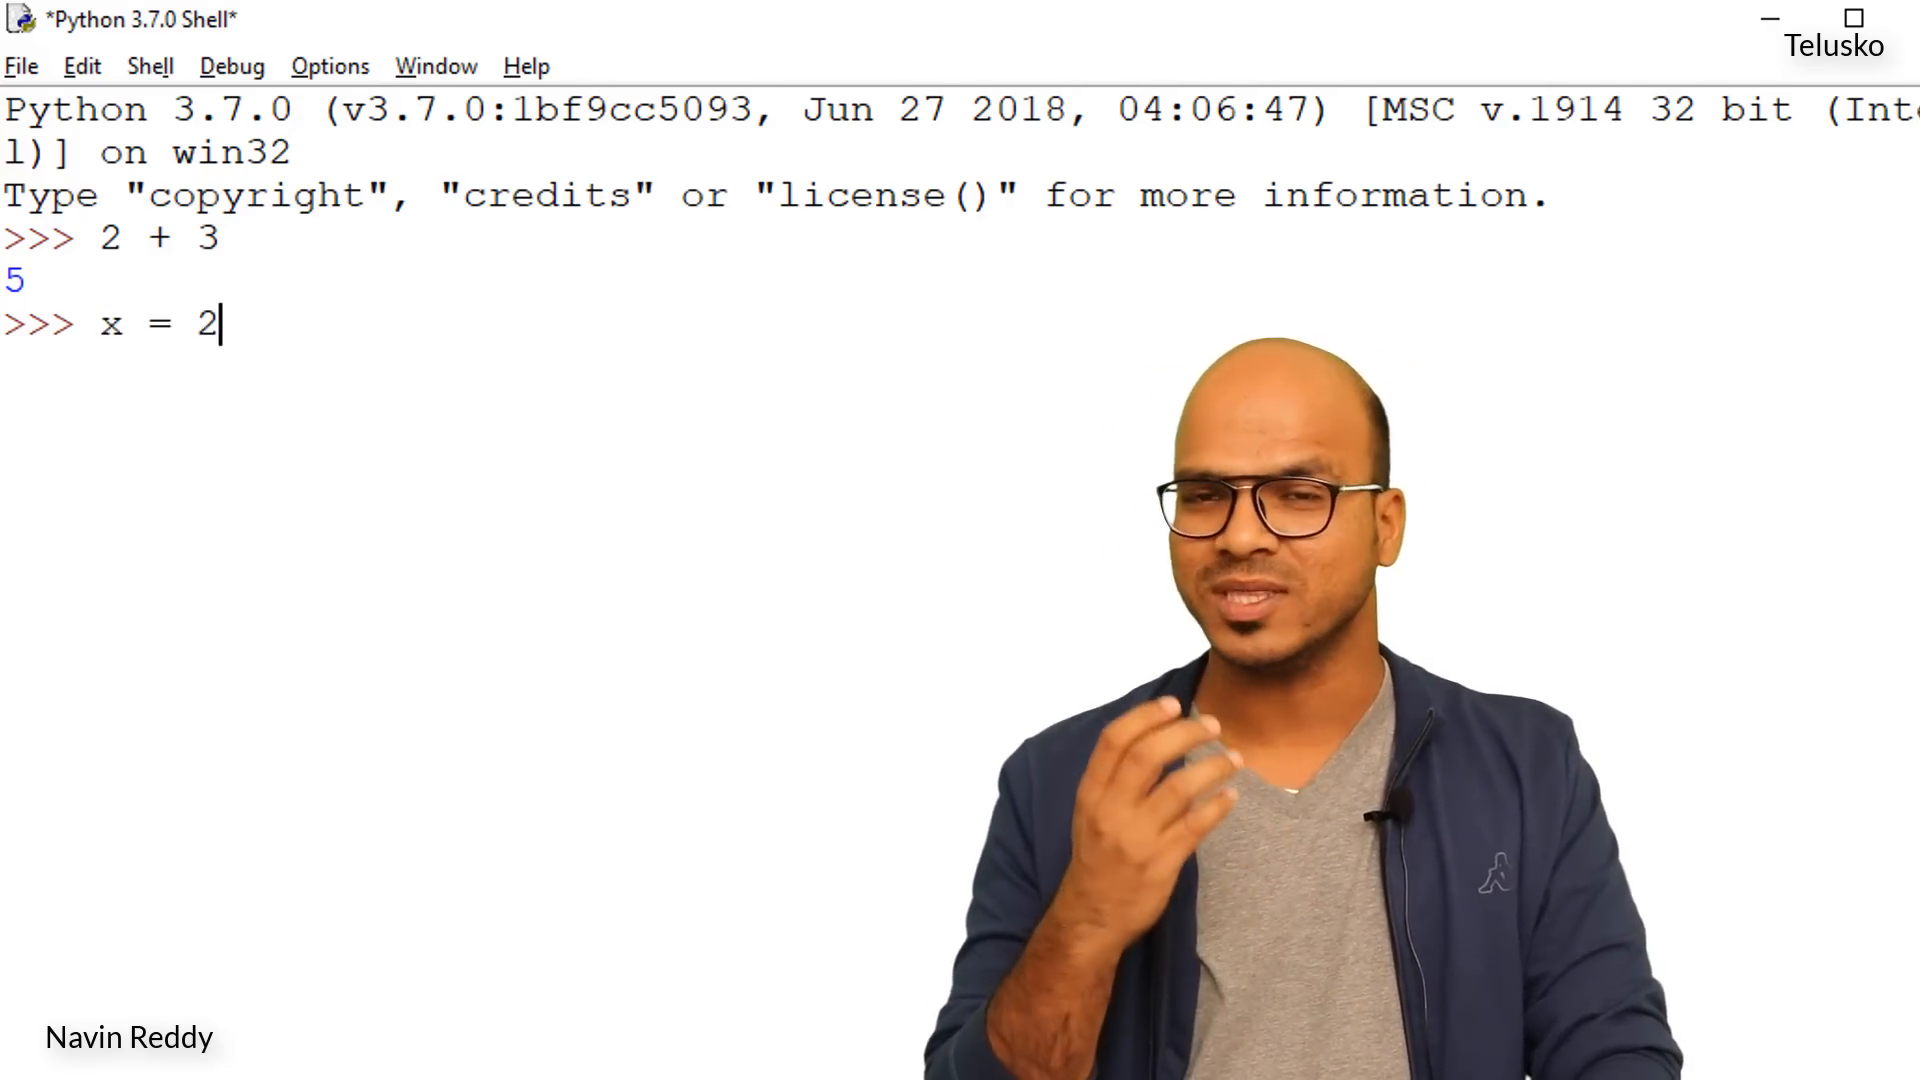 *Python 3.7.0 Shell*
Telusko
File Edit Shell Debug Options Window Help
Python 3.7.0 (v3.7.0:1bf9cc5093, Jun 27 2018, 04:06:47) [MSC v.1914 32 bit (Inte
l)] on win32
Type "copyright", "credits" or "license()" for more information.
>>> 2 + 3
5
>>> x = 2
Navin Reddy